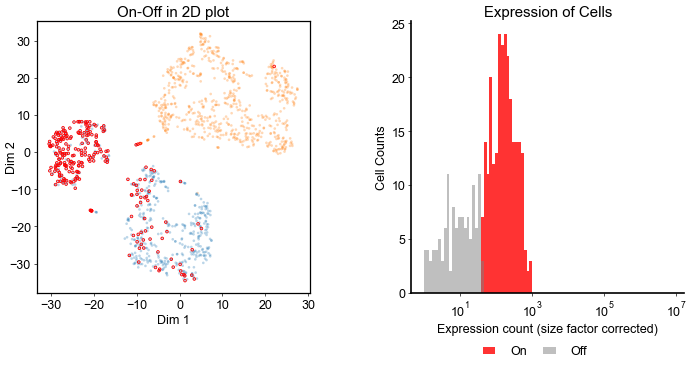 On-Off in 2D plot
Dim 2
30
20
10
0
−10
−20
−30
−30 −20 −10 0 10 20 30
Dim 1
Expression of Cells
Cell Counts
25
20
15
10
5
0
10^1 10^3 10^5 10^7
Expression count (size factor corrected)
On Off